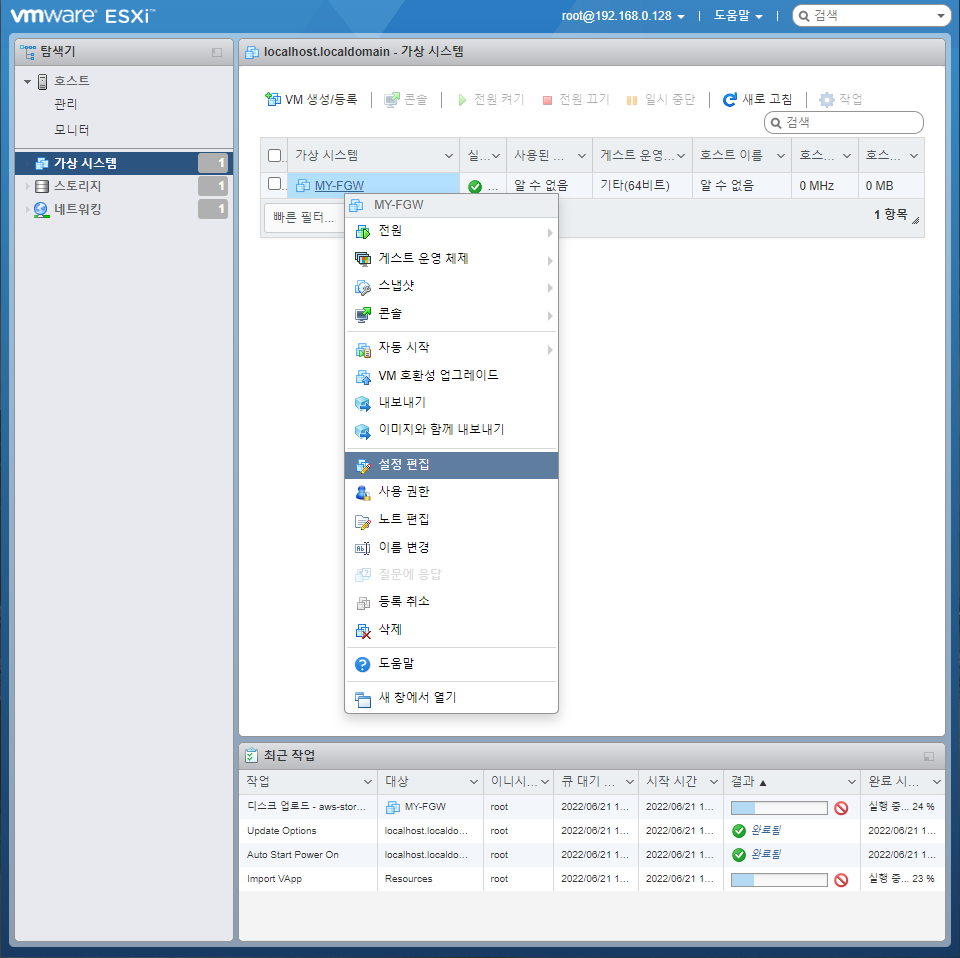 vmware ESXi™
root@192.168.0.128
도움말
검색
탐색기
호스트
관리
모니터
가상 시스템 1
스토리지 1
네트워킹 1
localhost.localdomain - 가상 시스템
VM 생성/등록
콘솔
전원 켜기
전원 끄기
일시 중단
새로 고침
작업
검색
가상 시스템 실... 사용된 ... 게스트 운영... 호스트 이름 호스... 호스...
MY-FGW ... 알 수 없음 기타(64비트) 알 수 없음 0 MHz 0 MB
빠른 필터...
1 항목
MY-FGW
전원
게스트 운영 체제
스냅샷
콘솔
자동 시작
VM 호환성 업그레이드
내보내기
이미지와 함께 내보내기
설정 편집
사용 권한
노트 편집
이름 변경
질문에 응답
등록 취소
삭제
도움말
새 창에서 열기
최근 작업
작업 대상 이니시... 큐 대기 ... 시작 시간 결과 ▲ 완료 시...
디스크 업로드 - aws-stor... MY-FGW root 2022/06/21 1... 2022/06/21 1... 실행 중... 24 %
Update Options localhost.localdo... root 2022/06/21 1... 2022/06/21 1... 완료됨 2022/06/21 1...
Auto Start Power On localhost.localdo... root 2022/06/21 1... 2022/06/21 1... 완료됨 2022/06/21 1...
Import VApp Resources root 2022/06/21 1... 2022/06/21 1... 실행 중... 23 %